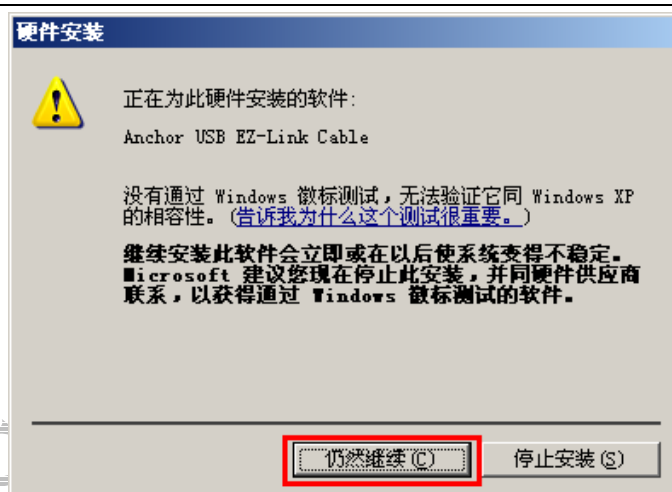 硬件安装
正在为此硬件安装的软件:
Anchor USB EZ-Link Cable
没有通过 Windows 徽标测试，无法验证它同 Windows XP
的相容性。(告诉我为什么这个测试很重要。)
继续安装此软件会立即或在以后使系统变得不稳定。
Microsoft 建议您现在停止此安装，并同硬件供应商
联系，以获得通过 Windows 徽标测试的软件。
仍然继续(C)
停止安装(S)